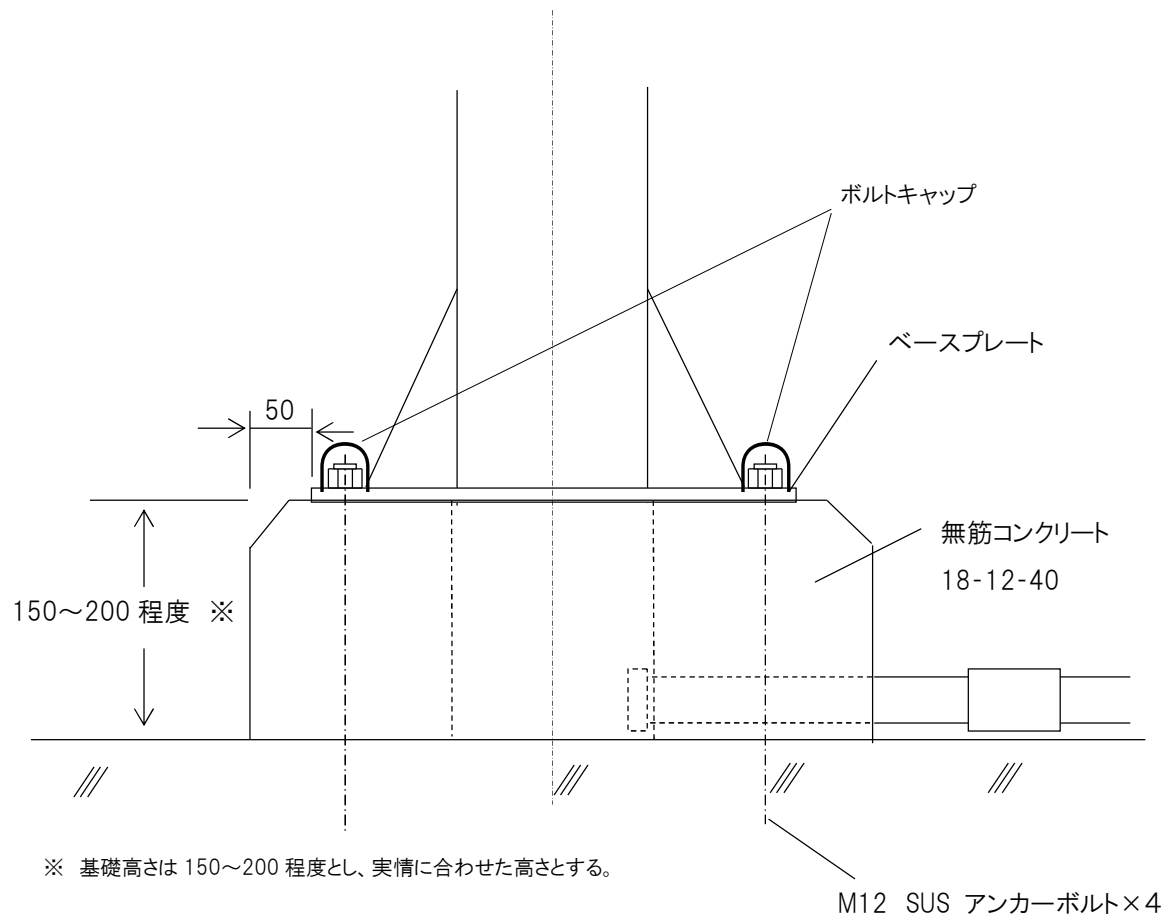 ボルトキャップ
ベースプレート
50
無筋コンクリート
18-12-40
150～200 程度 ※
※ 基礎高さは 150～200 程度とし、実情に合わせた高さとする。
M12 SUS アンカーボルト×4